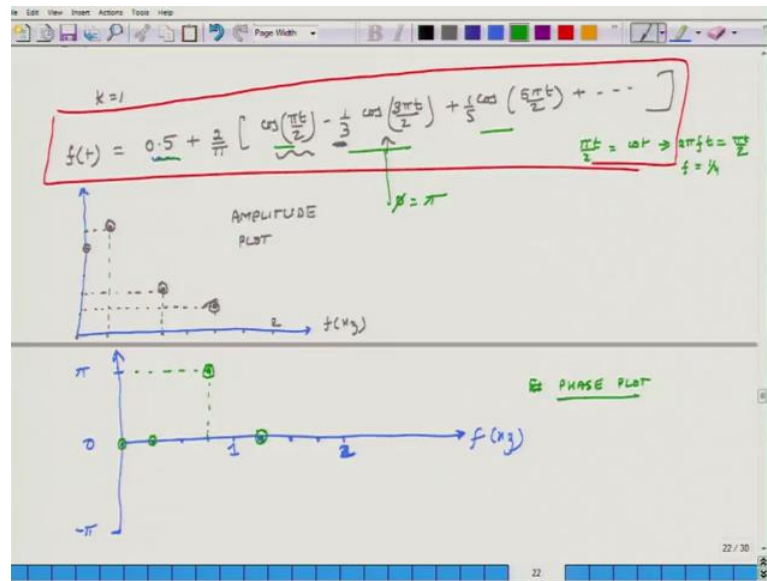 File Edit View Insert Actions Tools Help
Page Width
B I
k=1
f(t) = 0.5 + 2/π [ cos(πt/2) - 1/3 cos(3πt/2) + 1/5 cos(5πt/2) + --- ]
πt/2 = ωt → 2πft = πt/2
f = 1/4
ø = π
AMPLITUDE
PLOT
2
f(Hz)
π
PHASE PLOT
0
1 2
f(Hz)
-π
22 / 30
22